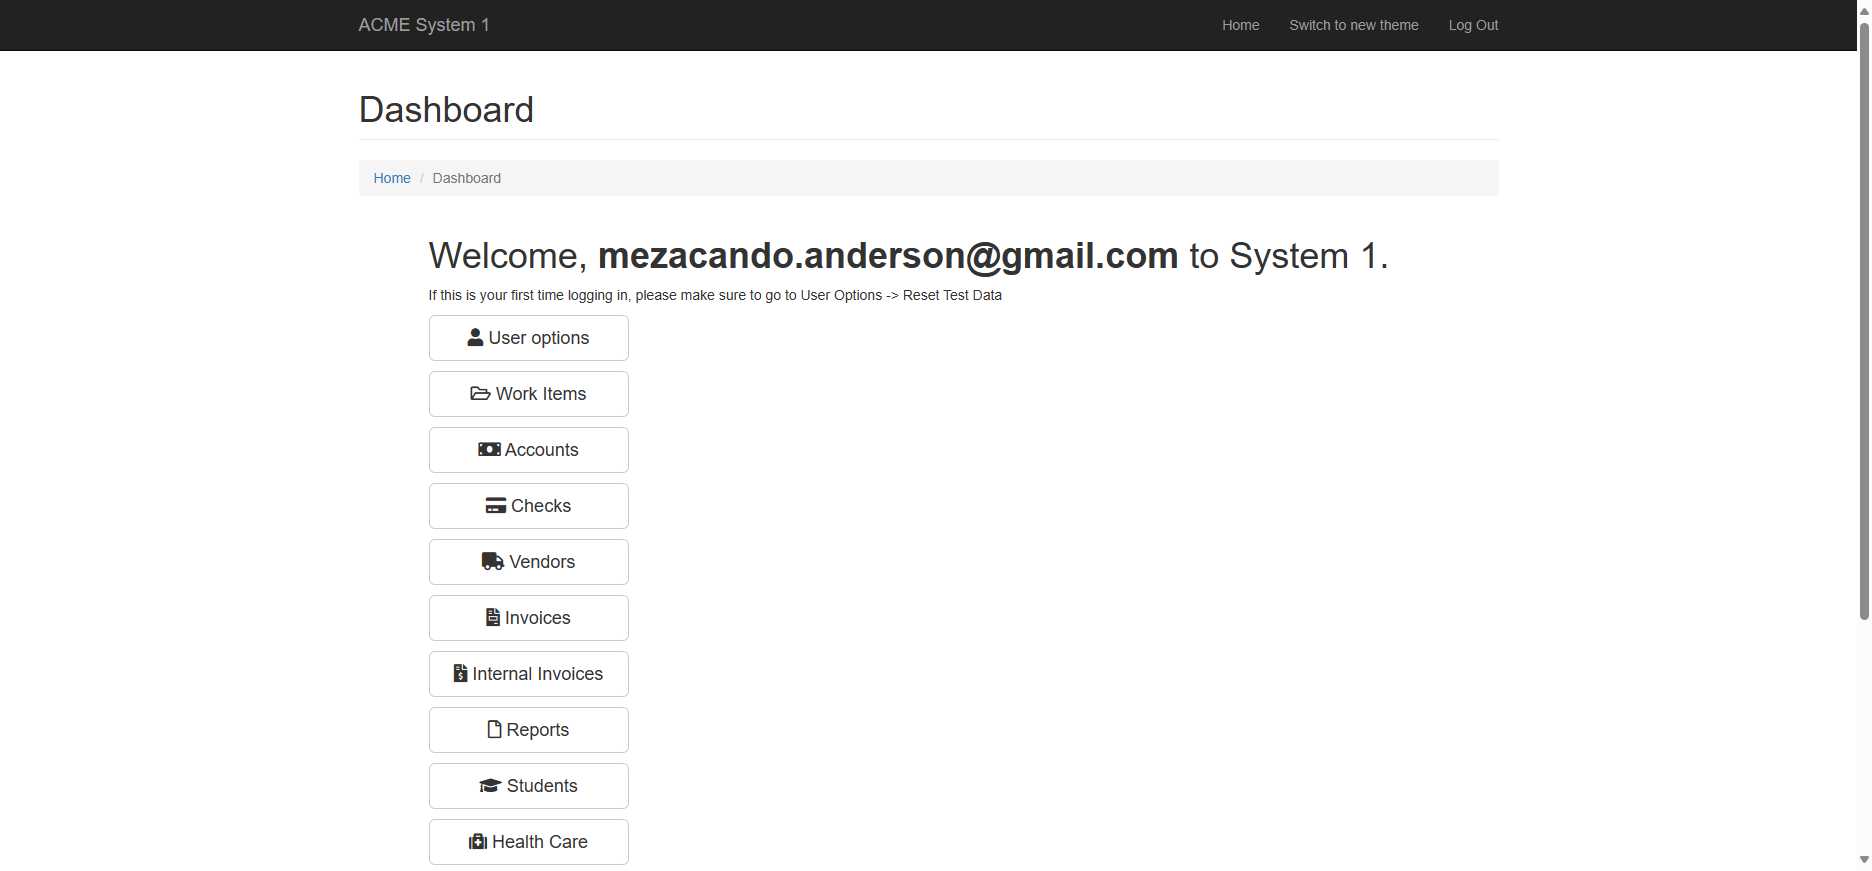 ACME System 1 Home Switch to new theme Log Out
Dashboard
Home / Dashboard
Welcome, mezacando.anderson@gmail.com to System 1.
If this is your first time logging in, please make sure to go to User Options -> Reset Test Data
User options
Work Items
Accounts
Checks
Vendors
Invoices
Internal Invoices
Reports
Students
Health Care